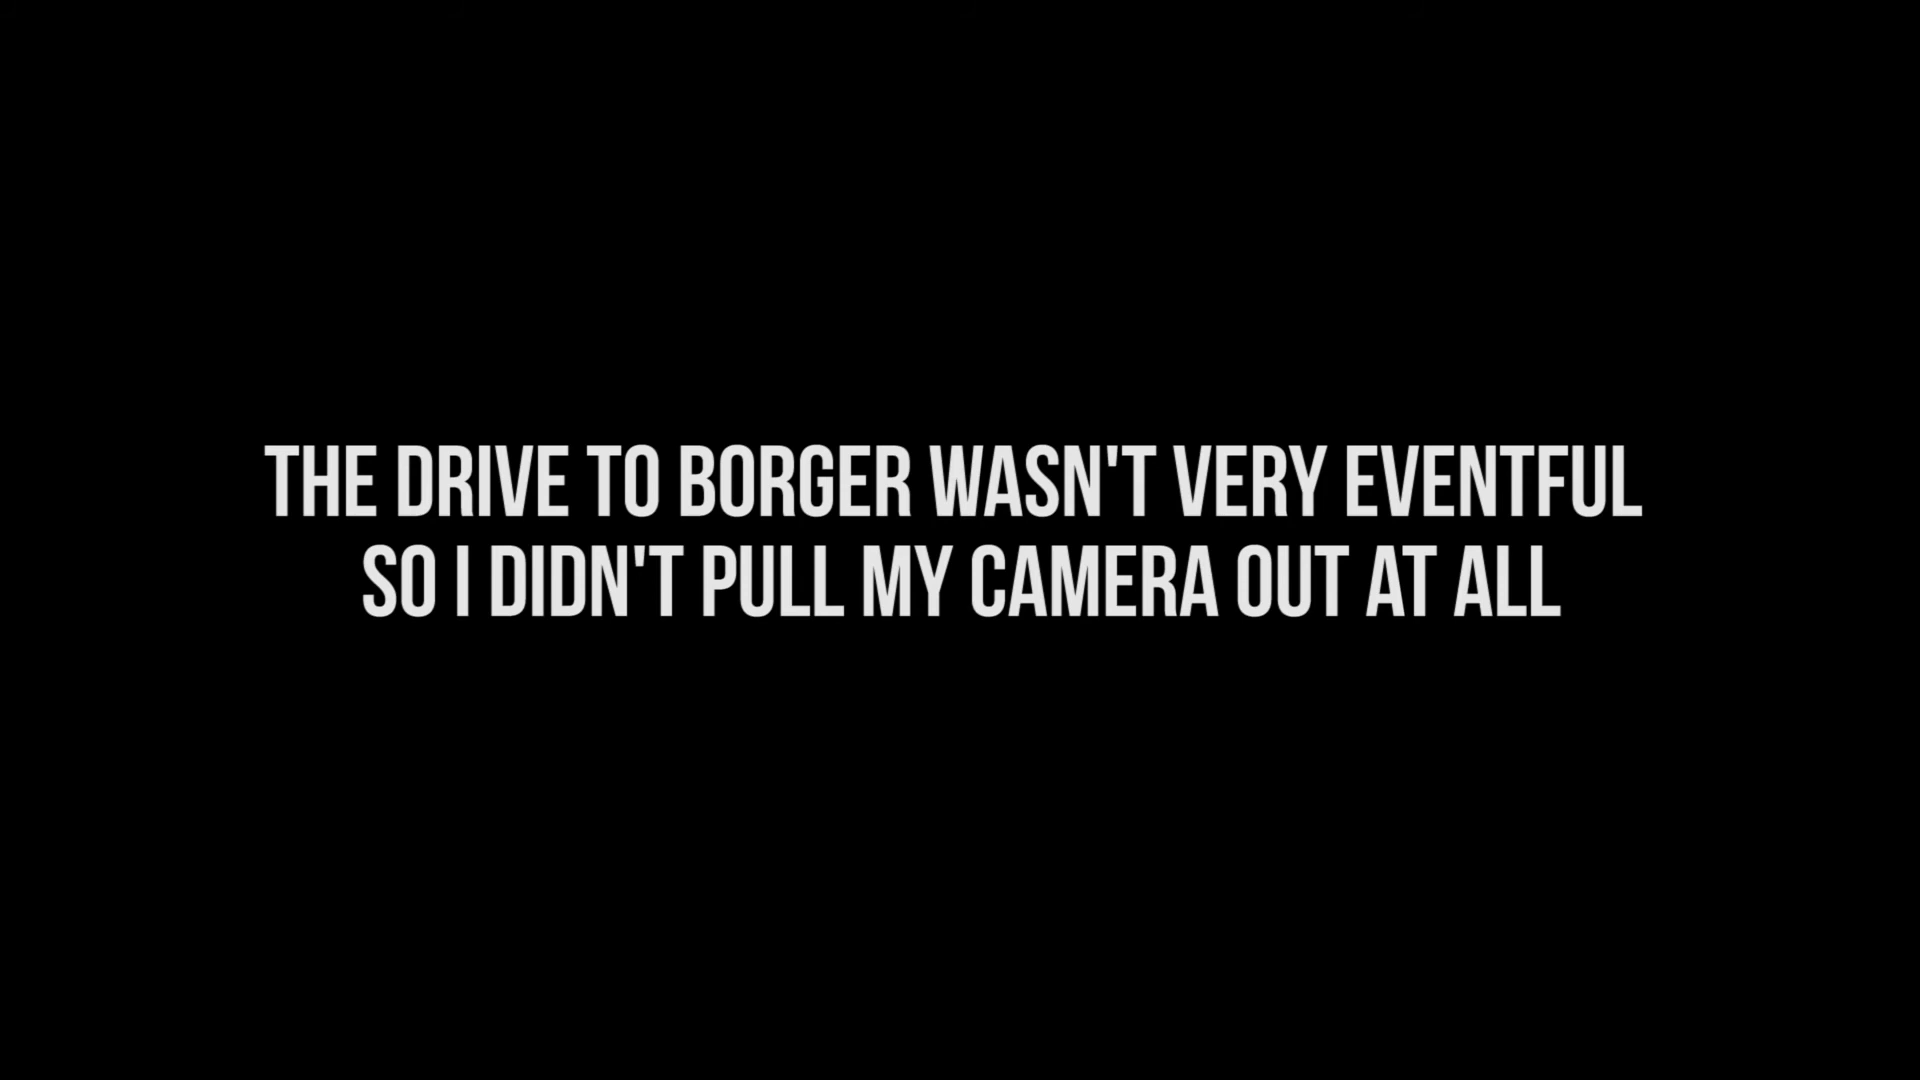 THE DRIVE TO BORGER WASN'T VERY EVENTFUL
SO I DIDN'T PULL MY CAMERA OUT AT ALL